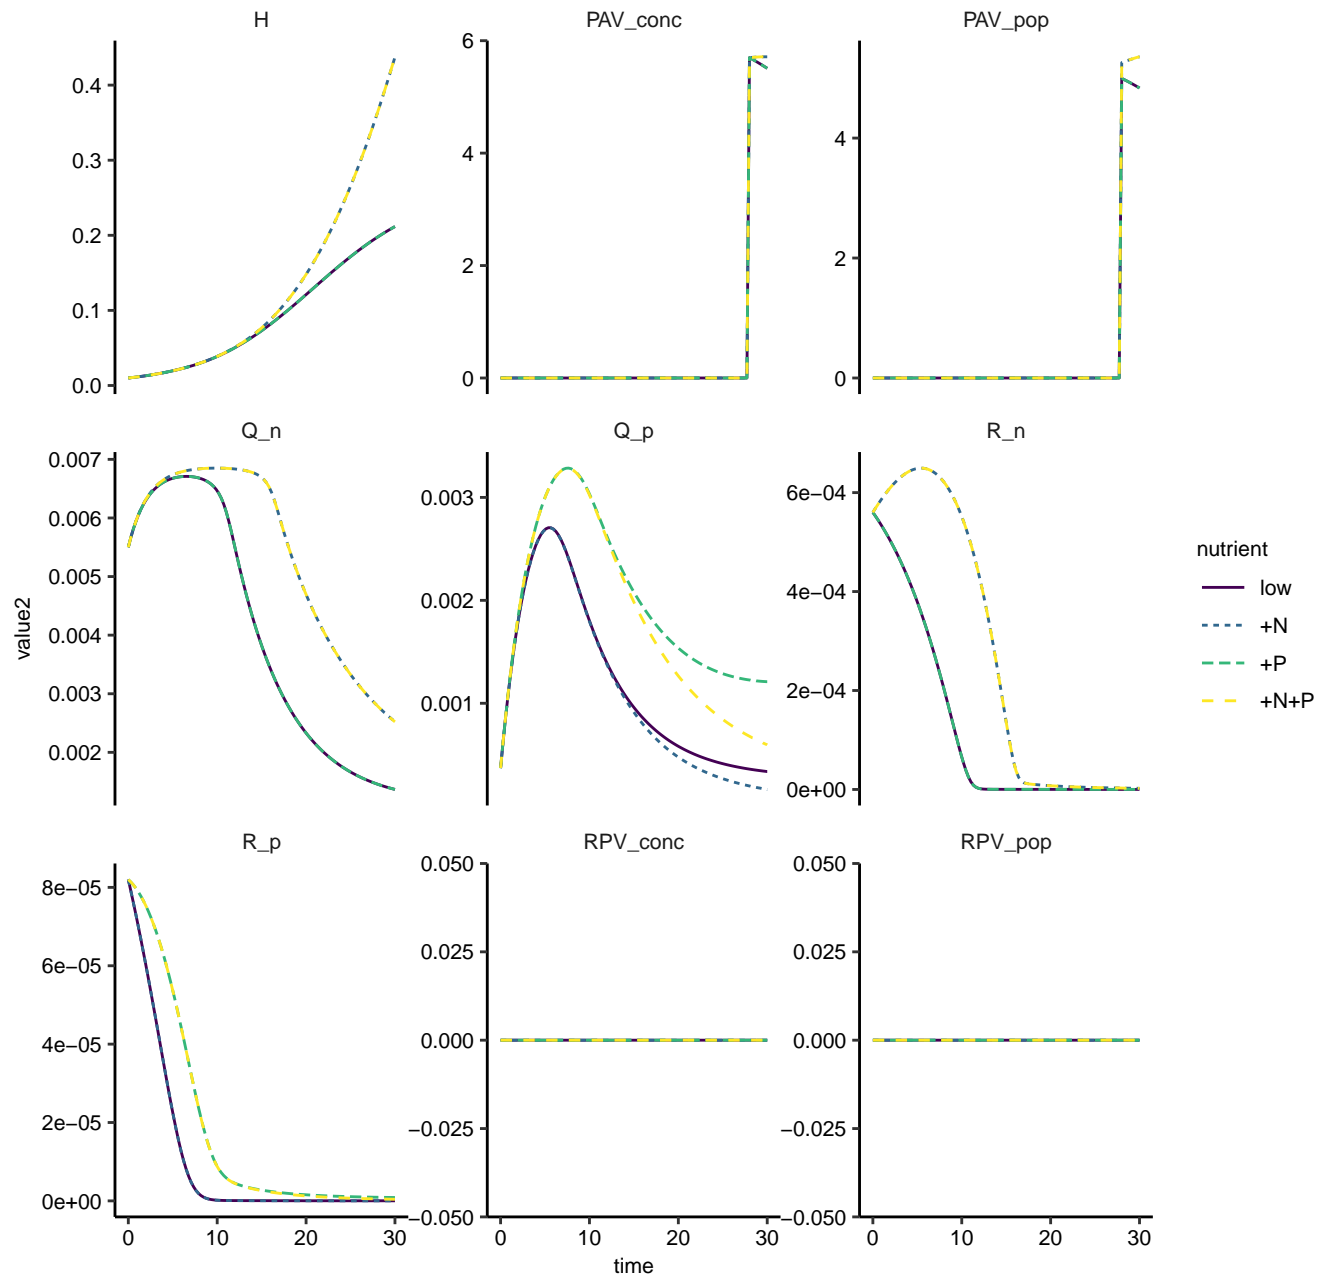 H
PAV_conc
PAV_pop
0.4
0.3
0.2
0.1
0.0
6
4
2
0
4
2
0
Q_n
Q_p
R_n
0.007
0.006
0.005
0.004
0.003
0.002
0.003
0.002
0.001
6e−04
4e−04
2e−04
0e+00
value2
nutrient
low
+N
+P
+N+P
R_p
RPV_conc
RPV_pop
8e−05
6e−05
4e−05
2e−05
0e+00
0.050
0.025
0.000
−0.025
−0.050
0.050
0.025
0.000
−0.025
−0.050
0 10 20 30
0 10 20 30
0 10 20 30
time